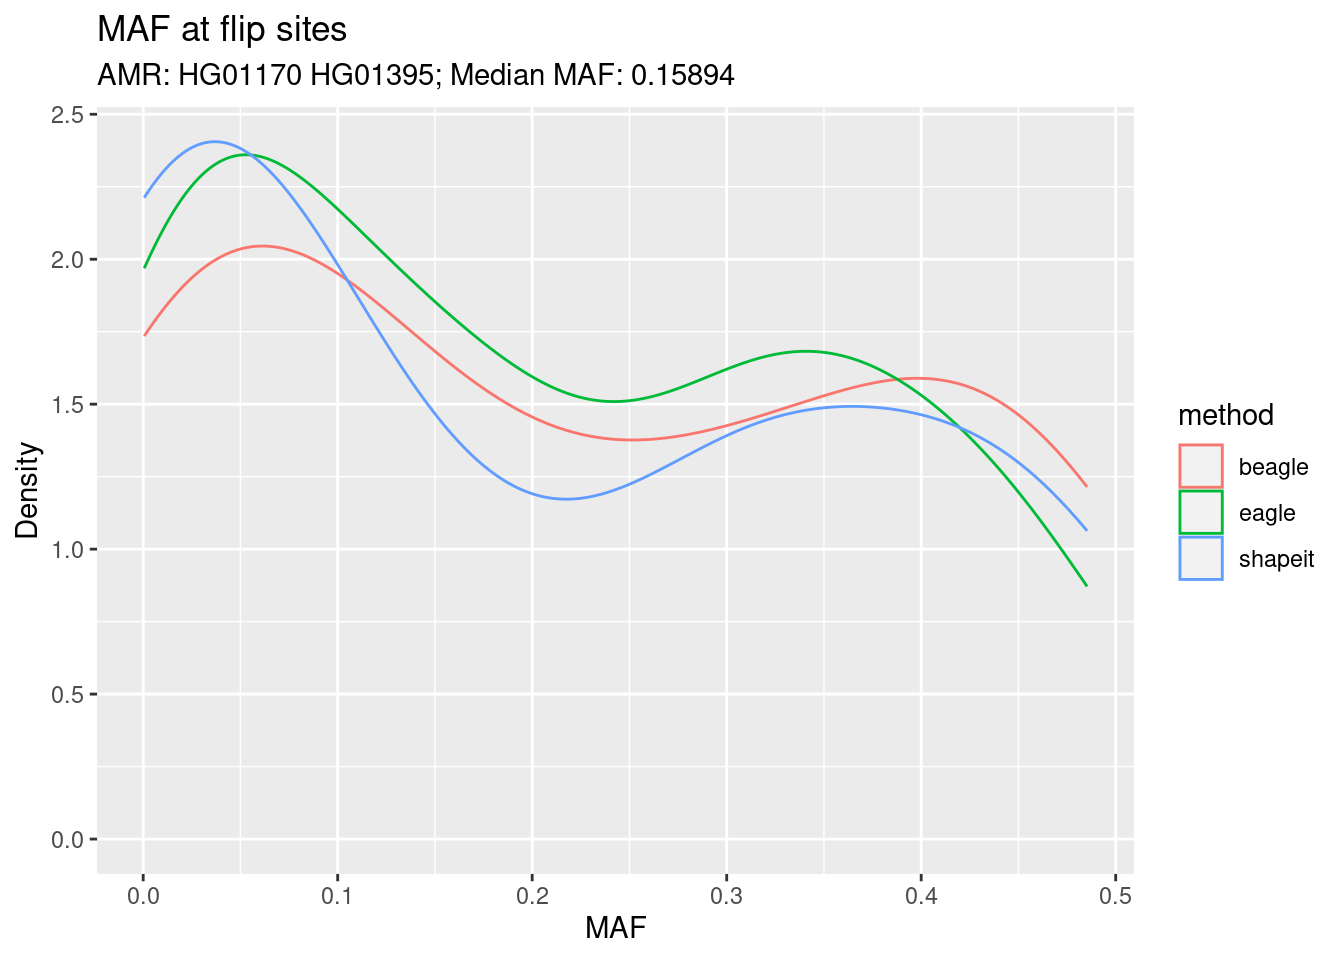 MAF at flip sites
AMR: HG01170 HG01395; Median MAF: 0.15894
2.5
2.0
1.5
1.0
0.5
0.0
Density
0.0 0.1 0.2 0.3 0.4 0.5
MAF
method
beagle
eagle
shapeit